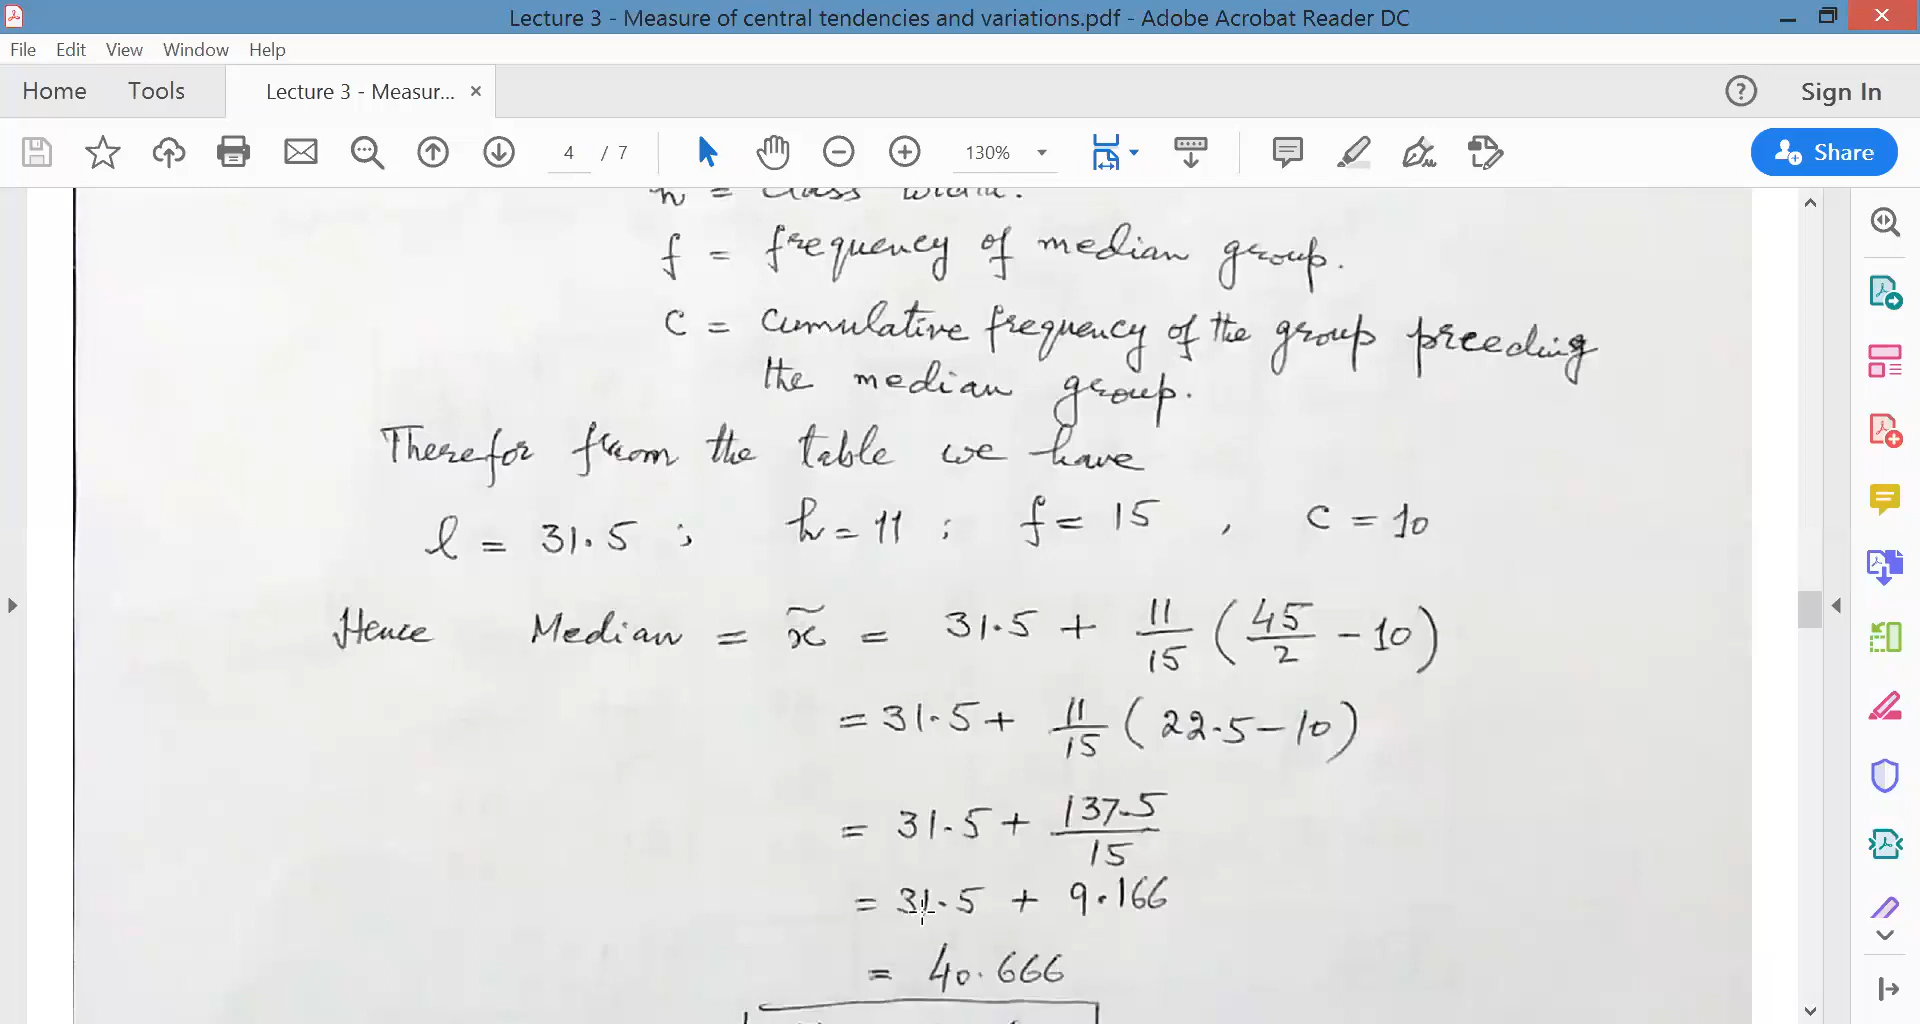 Lecture 3 - Measure of central tendencies and variations.pdf - Adobe Acrobat Reader DC
File Edit View Window Help
Home Tools Lecture 3 - Measur... × Sign In
4 / 7 130% Share
h = class width.
f = frequency of median group.
c = cumulative frequency of the group preeding
the median group.
Therefor from the table we have
l = 31.5 ; h = 11 ; f = 15 , c = 10
Hence Median = x̃ = 31.5 + 11/15 (45/2 - 10)
= 31.5 + 11/15 (22.5 - 10)
= 31.5 + 137.5/15
= 31.5 + 9.166
= 40.666